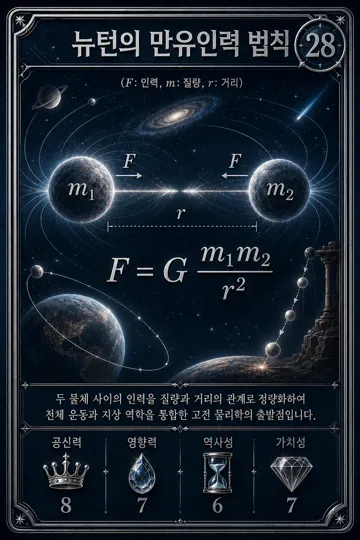 뉴턴의 만유인력 법칙 28
(F: 인력, m: 질량, r: 거리)
F F
m₁ m₂
r
F = G m₁m₂ / r²
두 물체 사이의 인력을 질량과 거리의 관계로 정량화하여
전체 운동과 지상 역학을 통합한 고전 물리학의 출발점입니다.
공신력 영향력 역사성 가치성
8 7 6 7